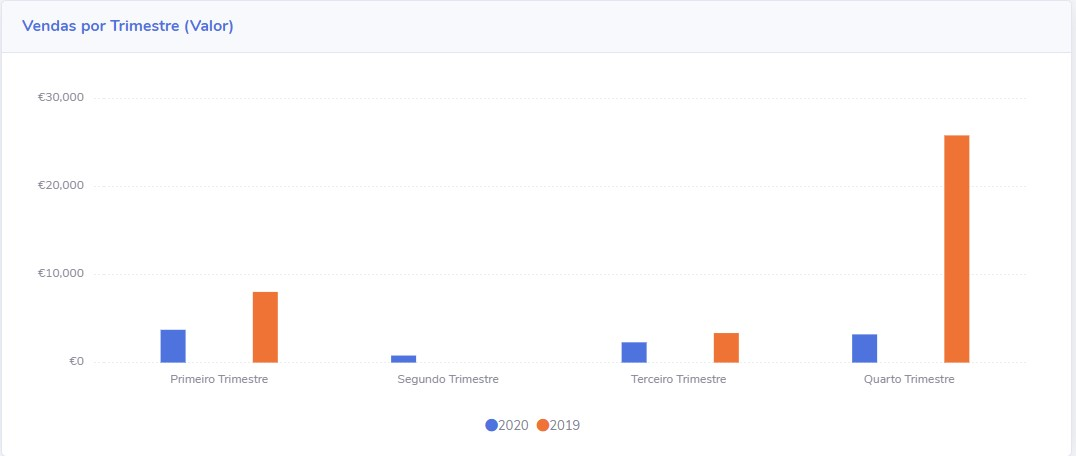 Vendas por Trimestre (Valor)
€30,000
€20,000
€10,000
€0
Primeiro Trimestre
Segundo Trimestre
Terceiro Trimestre
Quarto Trimestre
2020 2019